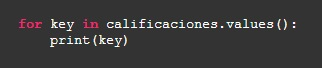 for key in calificaciones.values():
    print(key)